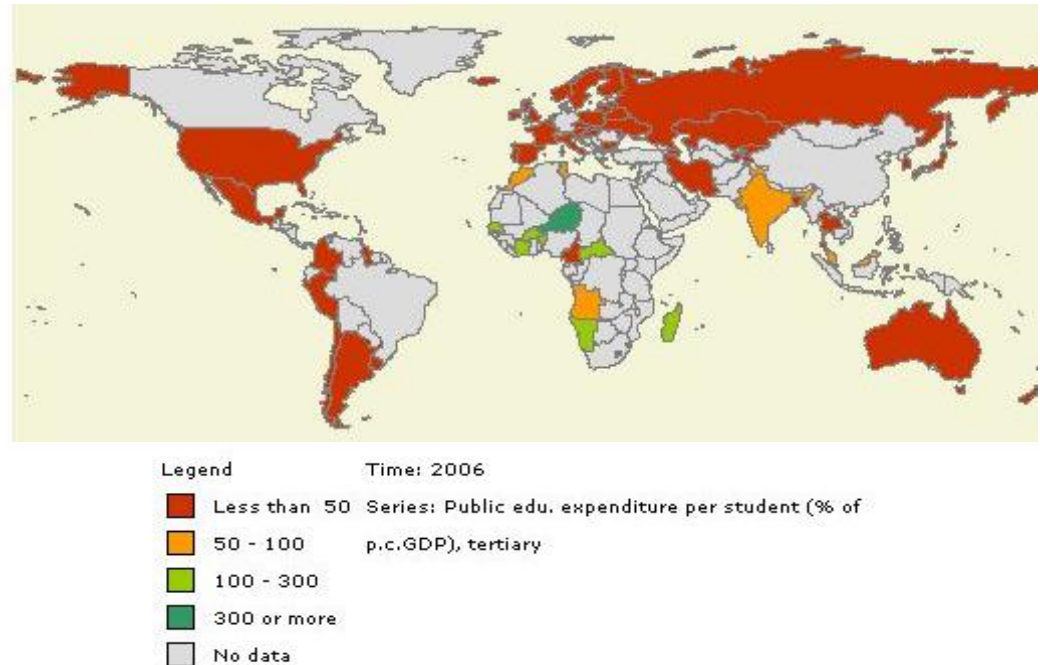 Legend
Time: 2006
Less than 50
Series: Public edu. expenditure per student (% of
50 - 100
p.c.GDP), tertiary
100 - 300
300 or more
No data